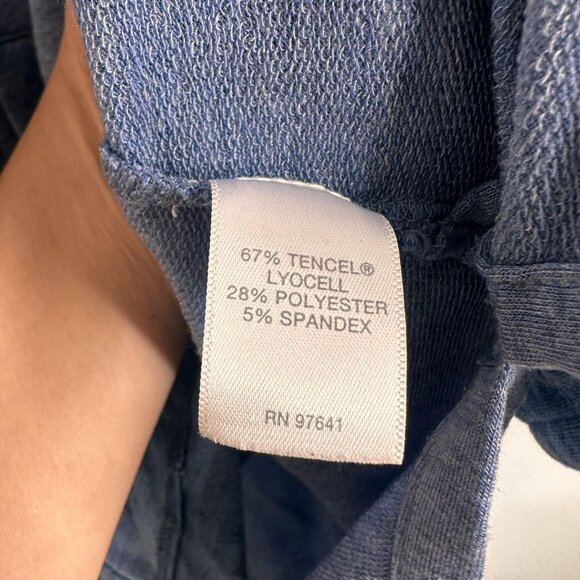 67% TENCEL®
LYOCELL
28% POLYESTER
5% SPANDEX
RN 97641